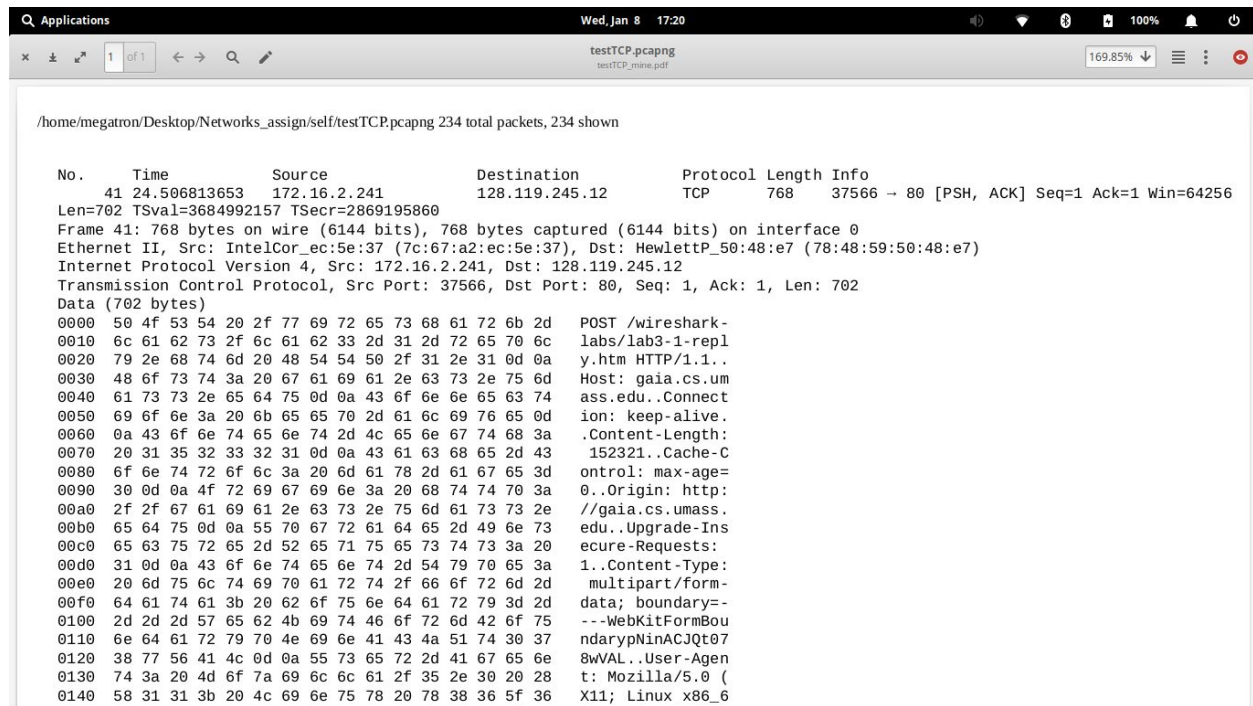 Applications
Wed, Jan 8 17:20
100%
1 of 1
testTCP.pcapng
testTCP_mine.pdf
169.85%
/home/megatron/Desktop/Networks_assign/self/testTCP.pcapng 234 total packets, 234 shown
No. Time Source Destination Protocol Length Info
41 24.506813653 172.16.2.241 128.119.245.12 TCP 768 37566 → 80 [PSH, ACK] Seq=1 Ack=1 Win=64256
Len=702 TSval=3684992157 TSecr=2869195860
Frame 41: 768 bytes on wire (6144 bits), 768 bytes captured (6144 bits) on interface 0
Ethernet II, Src: IntelCor_ec:5e:37 (7c:67:a2:ec:5e:37), Dst: HewlettP_50:48:e7 (78:48:59:50:48:e7)
Internet Protocol Version 4, Src: 172.16.2.241, Dst: 128.119.245.12
Transmission Control Protocol, Src Port: 37566, Dst Port: 80, Seq: 1, Ack: 1, Len: 702
Data (702 bytes)
0000 50 4f 53 54 20 2f 77 69 72 65 73 68 61 72 6b 2d POST /wireshark-
0010 6c 61 62 73 2f 6c 61 62 33 2d 31 2d 72 65 70 6c labs/lab3-1-repl
0020 79 2e 68 74 6d 20 48 54 54 50 2f 31 2e 31 0d 0a y.htm HTTP/1.1..
0030 48 6f 73 74 3a 20 67 61 69 61 2e 63 73 2e 75 6d Host: gaia.cs.um
0040 61 73 73 2e 65 64 75 0d 0a 43 6f 6e 6e 65 63 74 ass.edu..Connect
0050 69 6f 6e 3a 20 6b 65 65 70 2d 61 6c 69 76 65 0d ion: keep-alive.
0060 0a 43 6f 6e 74 65 6e 74 2d 4c 65 6e 67 74 68 3a .Content-Length:
0070 20 31 35 32 33 32 31 0d 0a 43 61 63 68 65 2d 43 152321..Cache-C
0080 6f 6e 74 72 6f 6c 3a 20 6d 61 78 2d 61 67 65 3d ontrol: max-age=
0090 30 0d 0a 4f 72 69 67 69 6e 3a 20 68 74 74 70 3a 0..Origin: http:
00a0 2f 2f 67 61 69 61 2e 63 73 2e 75 6d 61 73 73 2e //gaia.cs.umass.
00b0 65 64 75 0d 0a 55 70 67 72 61 64 65 2d 49 6e 73 edu..Upgrade-Ins
00c0 65 63 75 72 65 2d 52 65 71 75 65 73 74 73 3a 20 ecure-Requests:
00d0 31 0d 0a 43 6f 6e 74 65 6e 74 2d 54 79 70 65 3a 1..Content-Type:
00e0 20 6d 75 6c 74 69 70 61 72 74 2f 66 6f 72 6d 2d multipart/form-
00f0 64 61 74 61 3b 20 62 6f 75 6e 64 61 72 79 3d 2d data; boundary=-
0100 2d 2d 2d 57 65 62 4b 69 74 46 6f 72 6d 42 6f 75 ---WebKitFormBou
0110 6e 64 61 72 79 70 4e 69 6e 41 43 4a 51 74 30 37 ndarypNinACJQt07
0120 38 77 56 41 4c 0d 0a 55 73 65 72 2d 41 67 65 6e 8wVAL..User-Agen
0130 74 3a 20 4d 6f 7a 69 6c 6c 61 2f 35 2e 30 20 28 t: Mozilla/5.0 (
0140 58 31 31 3b 20 4c 69 6e 75 78 20 78 38 36 5f 36 X11; Linux x86_6